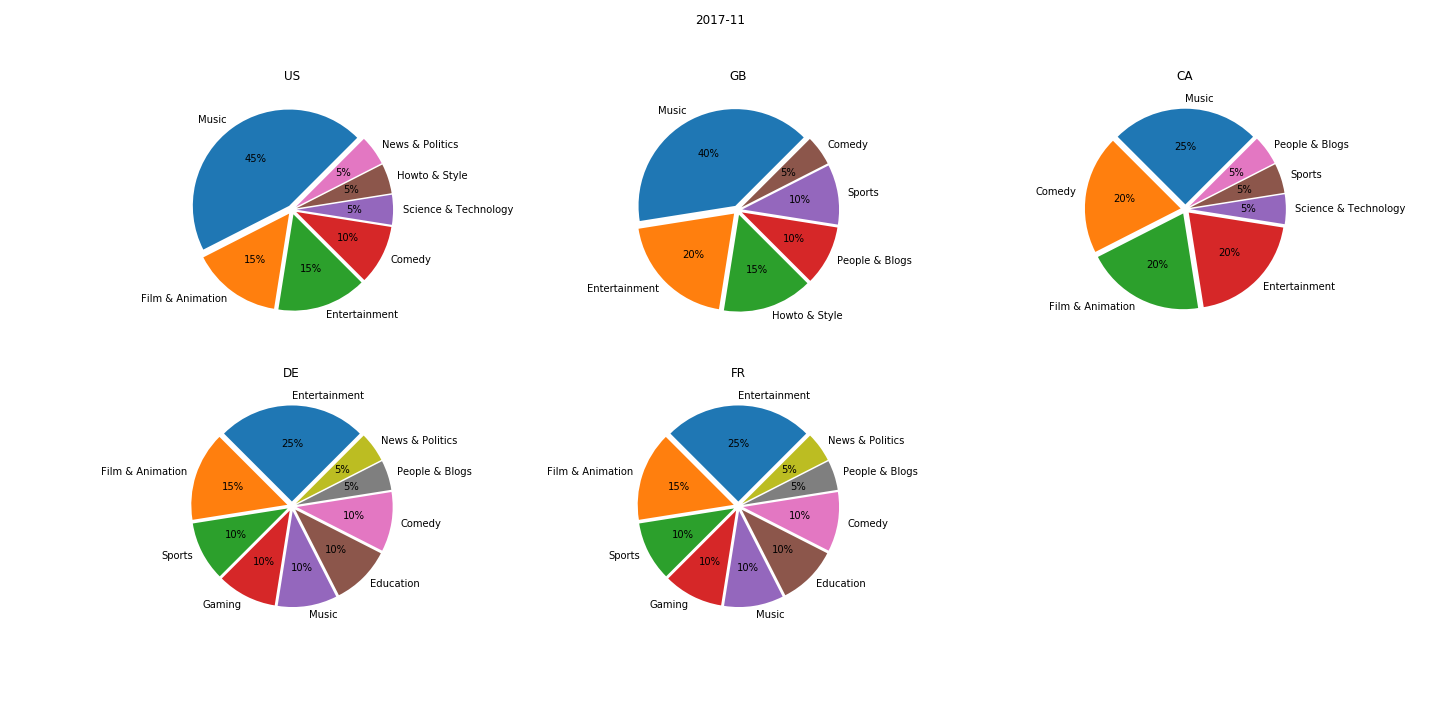 2017-11
US
Music
45%
Film & Animation
15%
Entertainment
15%
Comedy
10%
Science & Technology
5%
Howto & Style
5%
News & Politics
5%
GB
Music
40%
Entertainment
20%
Howto & Style
15%
People & Blogs
10%
Sports
10%
Comedy
5%
CA
Music
25%
Comedy
20%
Film & Animation
20%
Entertainment
20%
Science & Technology
5%
Sports
5%
People & Blogs
5%
DE
Entertainment
25%
Film & Animation
15%
Sports
10%
Gaming
10%
Music
10%
Education
10%
Comedy
10%
People & Blogs
5%
News & Politics
5%
FR
Entertainment
25%
Film & Animation
15%
Sports
10%
Gaming
10%
Music
10%
Education
10%
Comedy
10%
People & Blogs
5%
News & Politics
5%